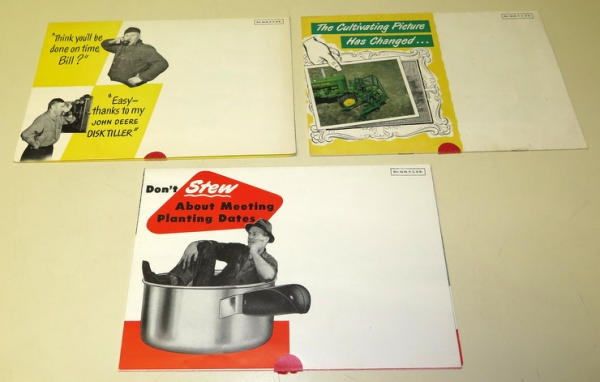 "Think you'll be
done on time,
Bill?"
"Easy—
thanks to my
JOHN DEERE
DISK TILLER."
The Cultivating Picture
Has Changed...
Don't Stew
About Meeting
Planting Dates